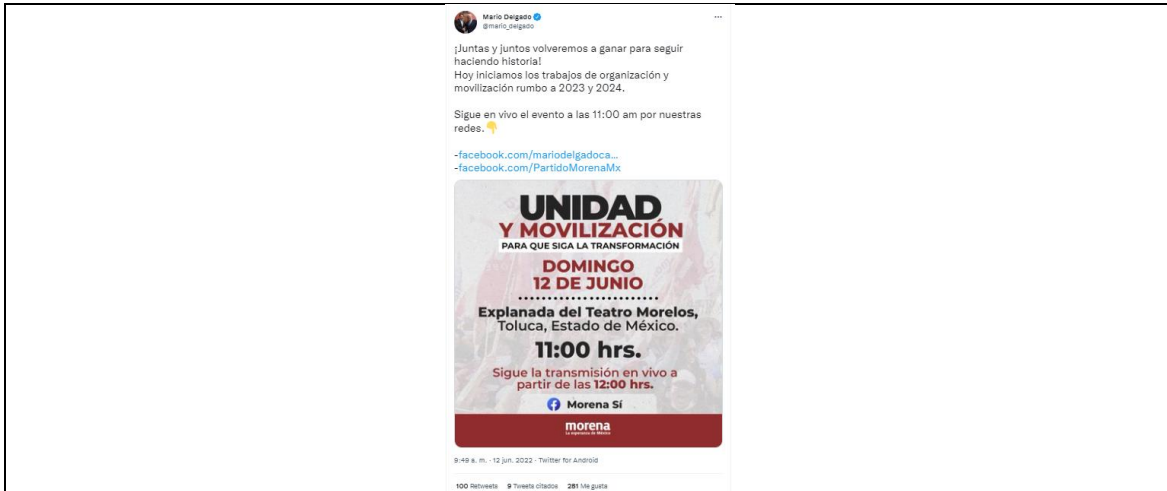 Mario Delgado
@mario_delgado
¡Juntas y juntos volveremos a ganar para seguir
haciendo historia!
Hoy iniciamos los trabajos de organización y
movilización rumbo a 2023 y 2024.
Sigue en vivo el evento a las 11:00 am por nuestras
redes.👇
-facebook.com/mariodelgadoca...
-facebook.com/PartidoMorenaMx
UNIDAD
Y MOVILIZACIÓN
PARA QUE SIGA LA TRANSFORMACIÓN
DOMINGO
12 DE JUNIO
Explanada del Teatro Morelos,
Toluca, Estado de México.
11:00 hrs.
Sigue la transmisión en vivo a
partir de las 12:00 hrs.
Morena Sí
morena
La esperanza de México
9:49 a. m. · 12 jun. 2022 · Twitter for Android
100 Retweets 9 Tweets citados 281 Me gusta